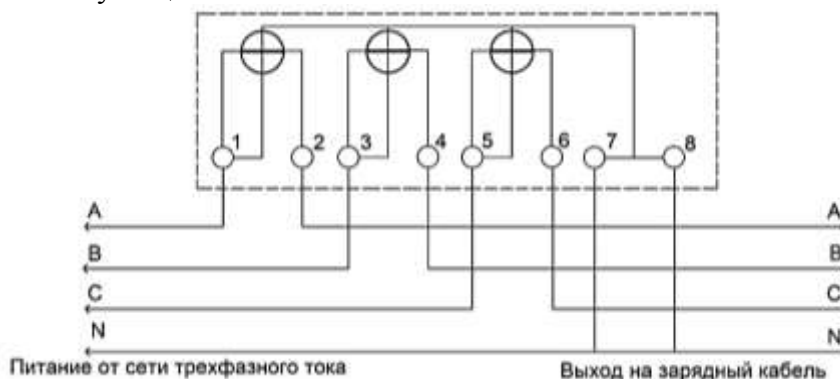 1 2 3 4 5 6 7 8
A A
B B
C C
N N
Питание от сети трехфазного тока Выход на зарядный кабель